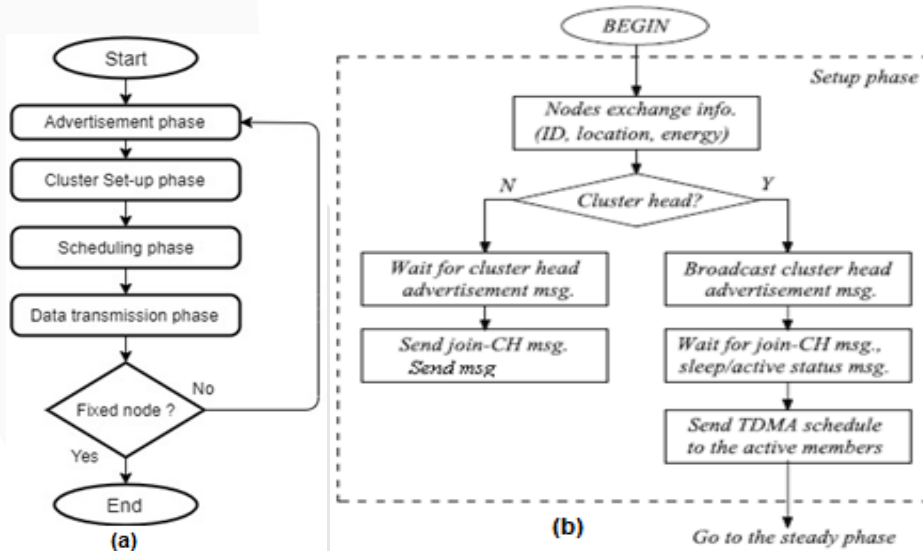 Start
Advertisement phase
Cluster Set-up phase
Scheduling phase
Data transmission phase
Fixed node ?
No
Yes
End
(a)
BEGIN
Setup phase
Nodes exchange info.
(ID, location, energy)
N
Y
Cluster head?
Wait for cluster head
advertisement msg.
Send join-CH msg.
Send msg
Broadcast cluster head
advertisement msg.
Wait for join-CH msg.,
sleep/active status msg.
Send TDMA schedule
to the active members
(b)
Go to the steady phase